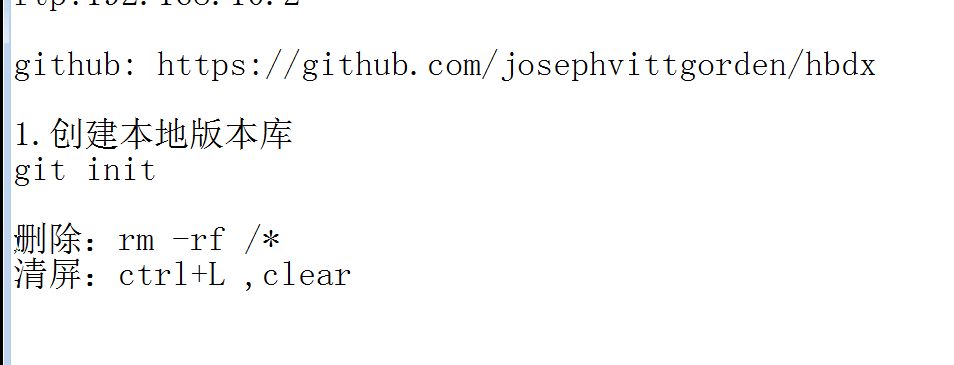 github: https://github.com/josephvittgorden/hbdx
1.创建本地版本库
git init
删除：rm -rf /*
清屏：ctrl+L ,clear